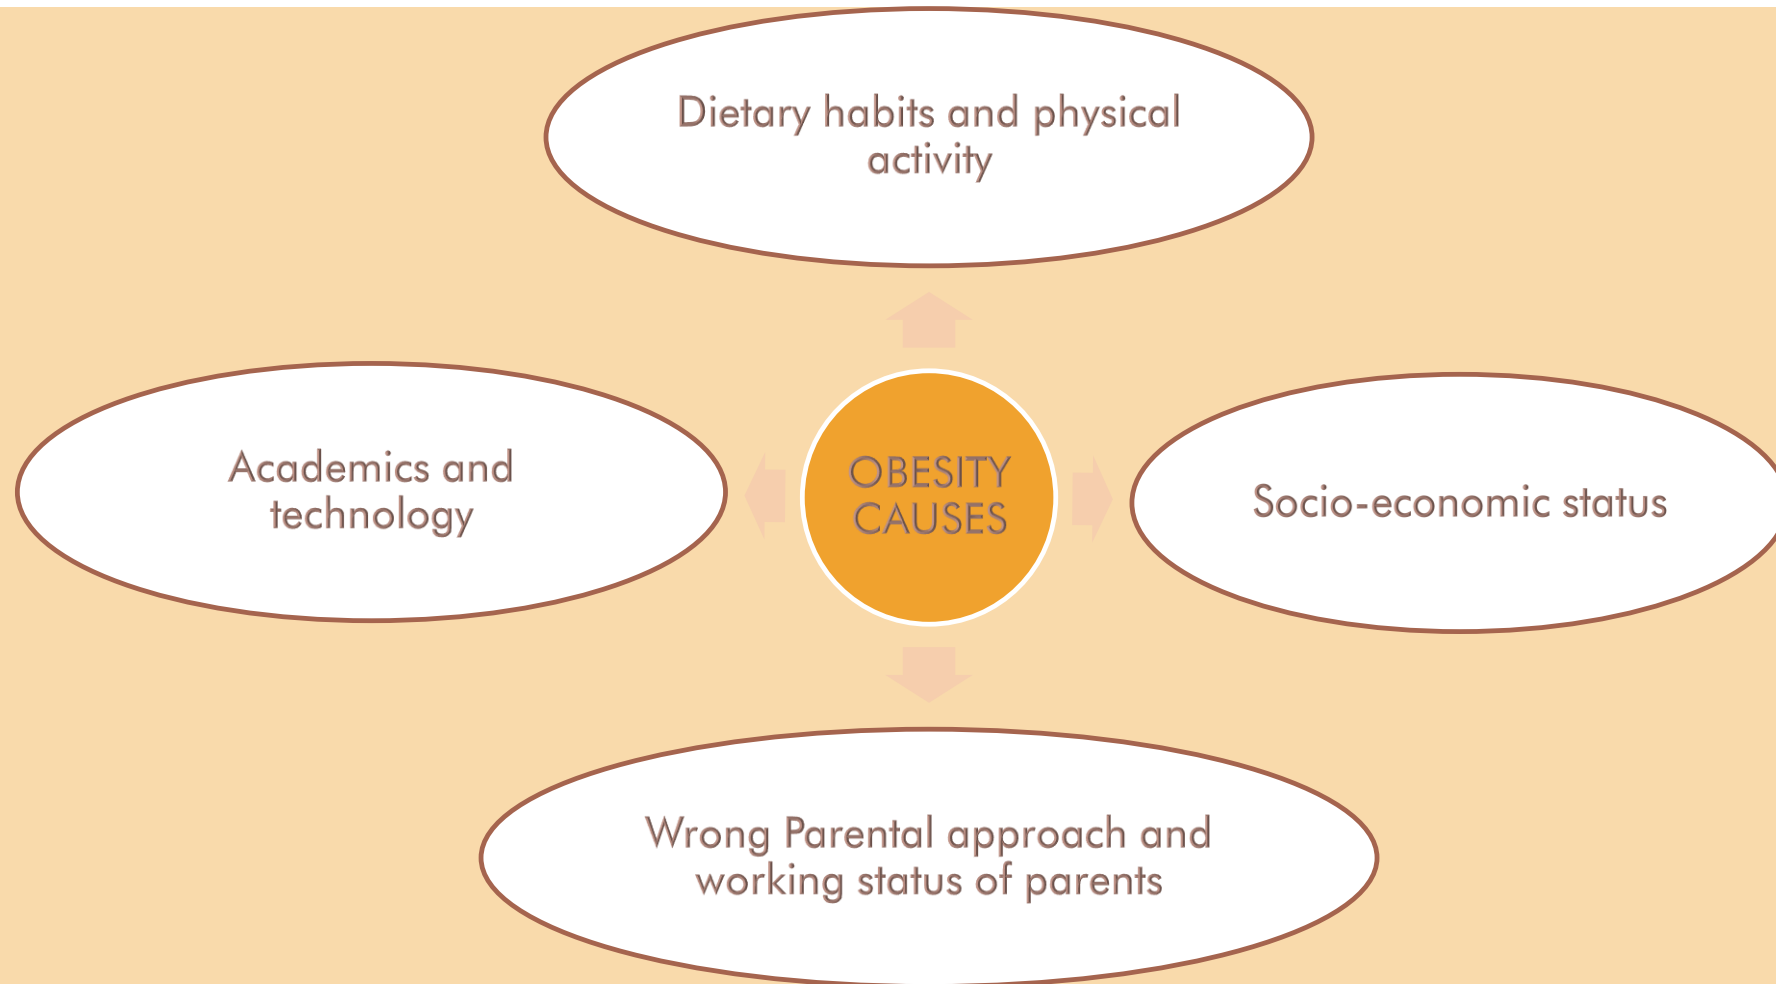 Dietary habits and physical
activity
Academics and
technology
OBESITY
CAUSES
Socio-economic status
Wrong Parental approach and
working status of parents